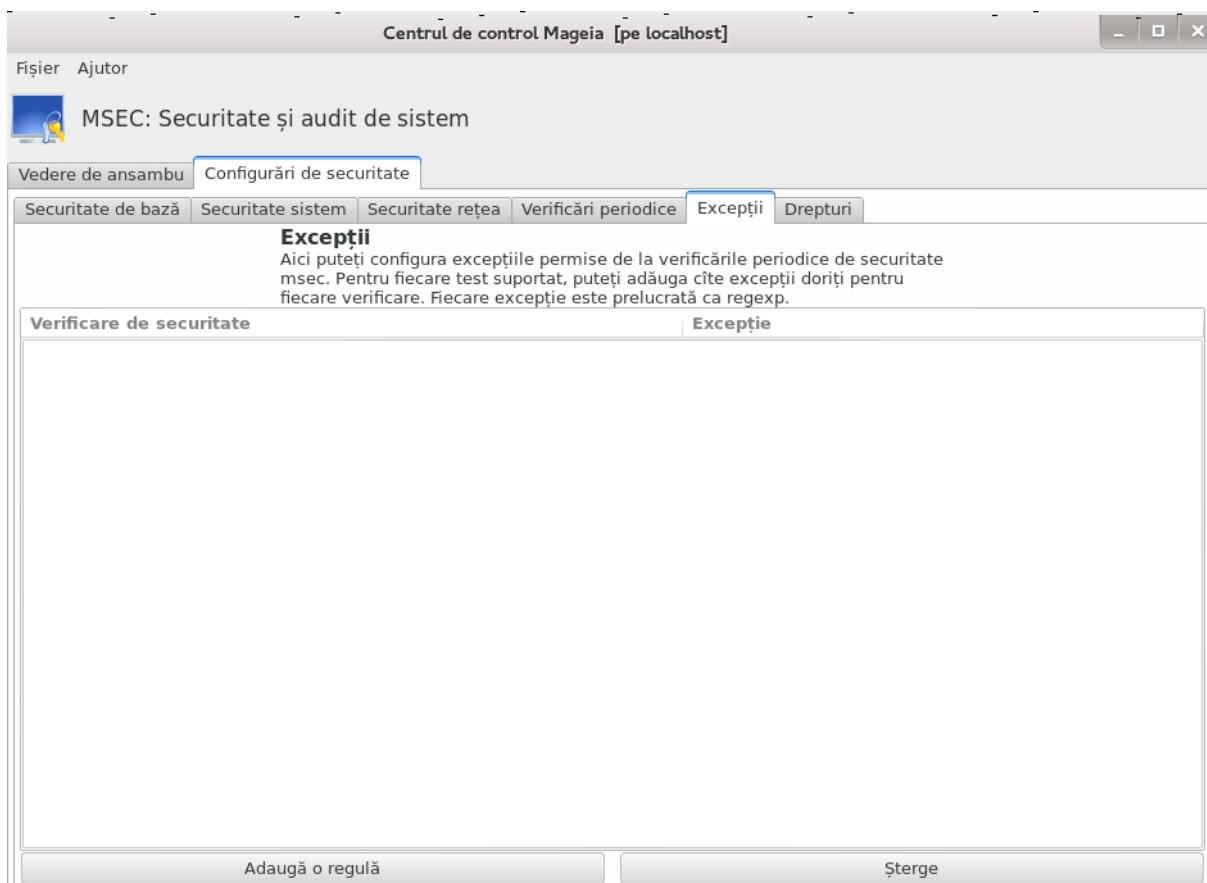 Centrul de control Mageia [pe localhost]
Fișier Ajutor
MSEC: Securitate și audit de sistem
Vedere de ansambu Configurări de securitate
Securitate de bază Securitate sistem Securitate rețea Verificări periodice Excepții Drepturi
Excepții
Aici puteți configura excepțiile permise de la verificările periodice de securitate
msec. Pentru fiecare test suportat, puteți adăuga cîte excepții doriți pentru
fiecare verificare. Fiecare excepție este prelucrată ca regexp.
Verificare de securitate Excepție
Adaugă o regulă Șterge